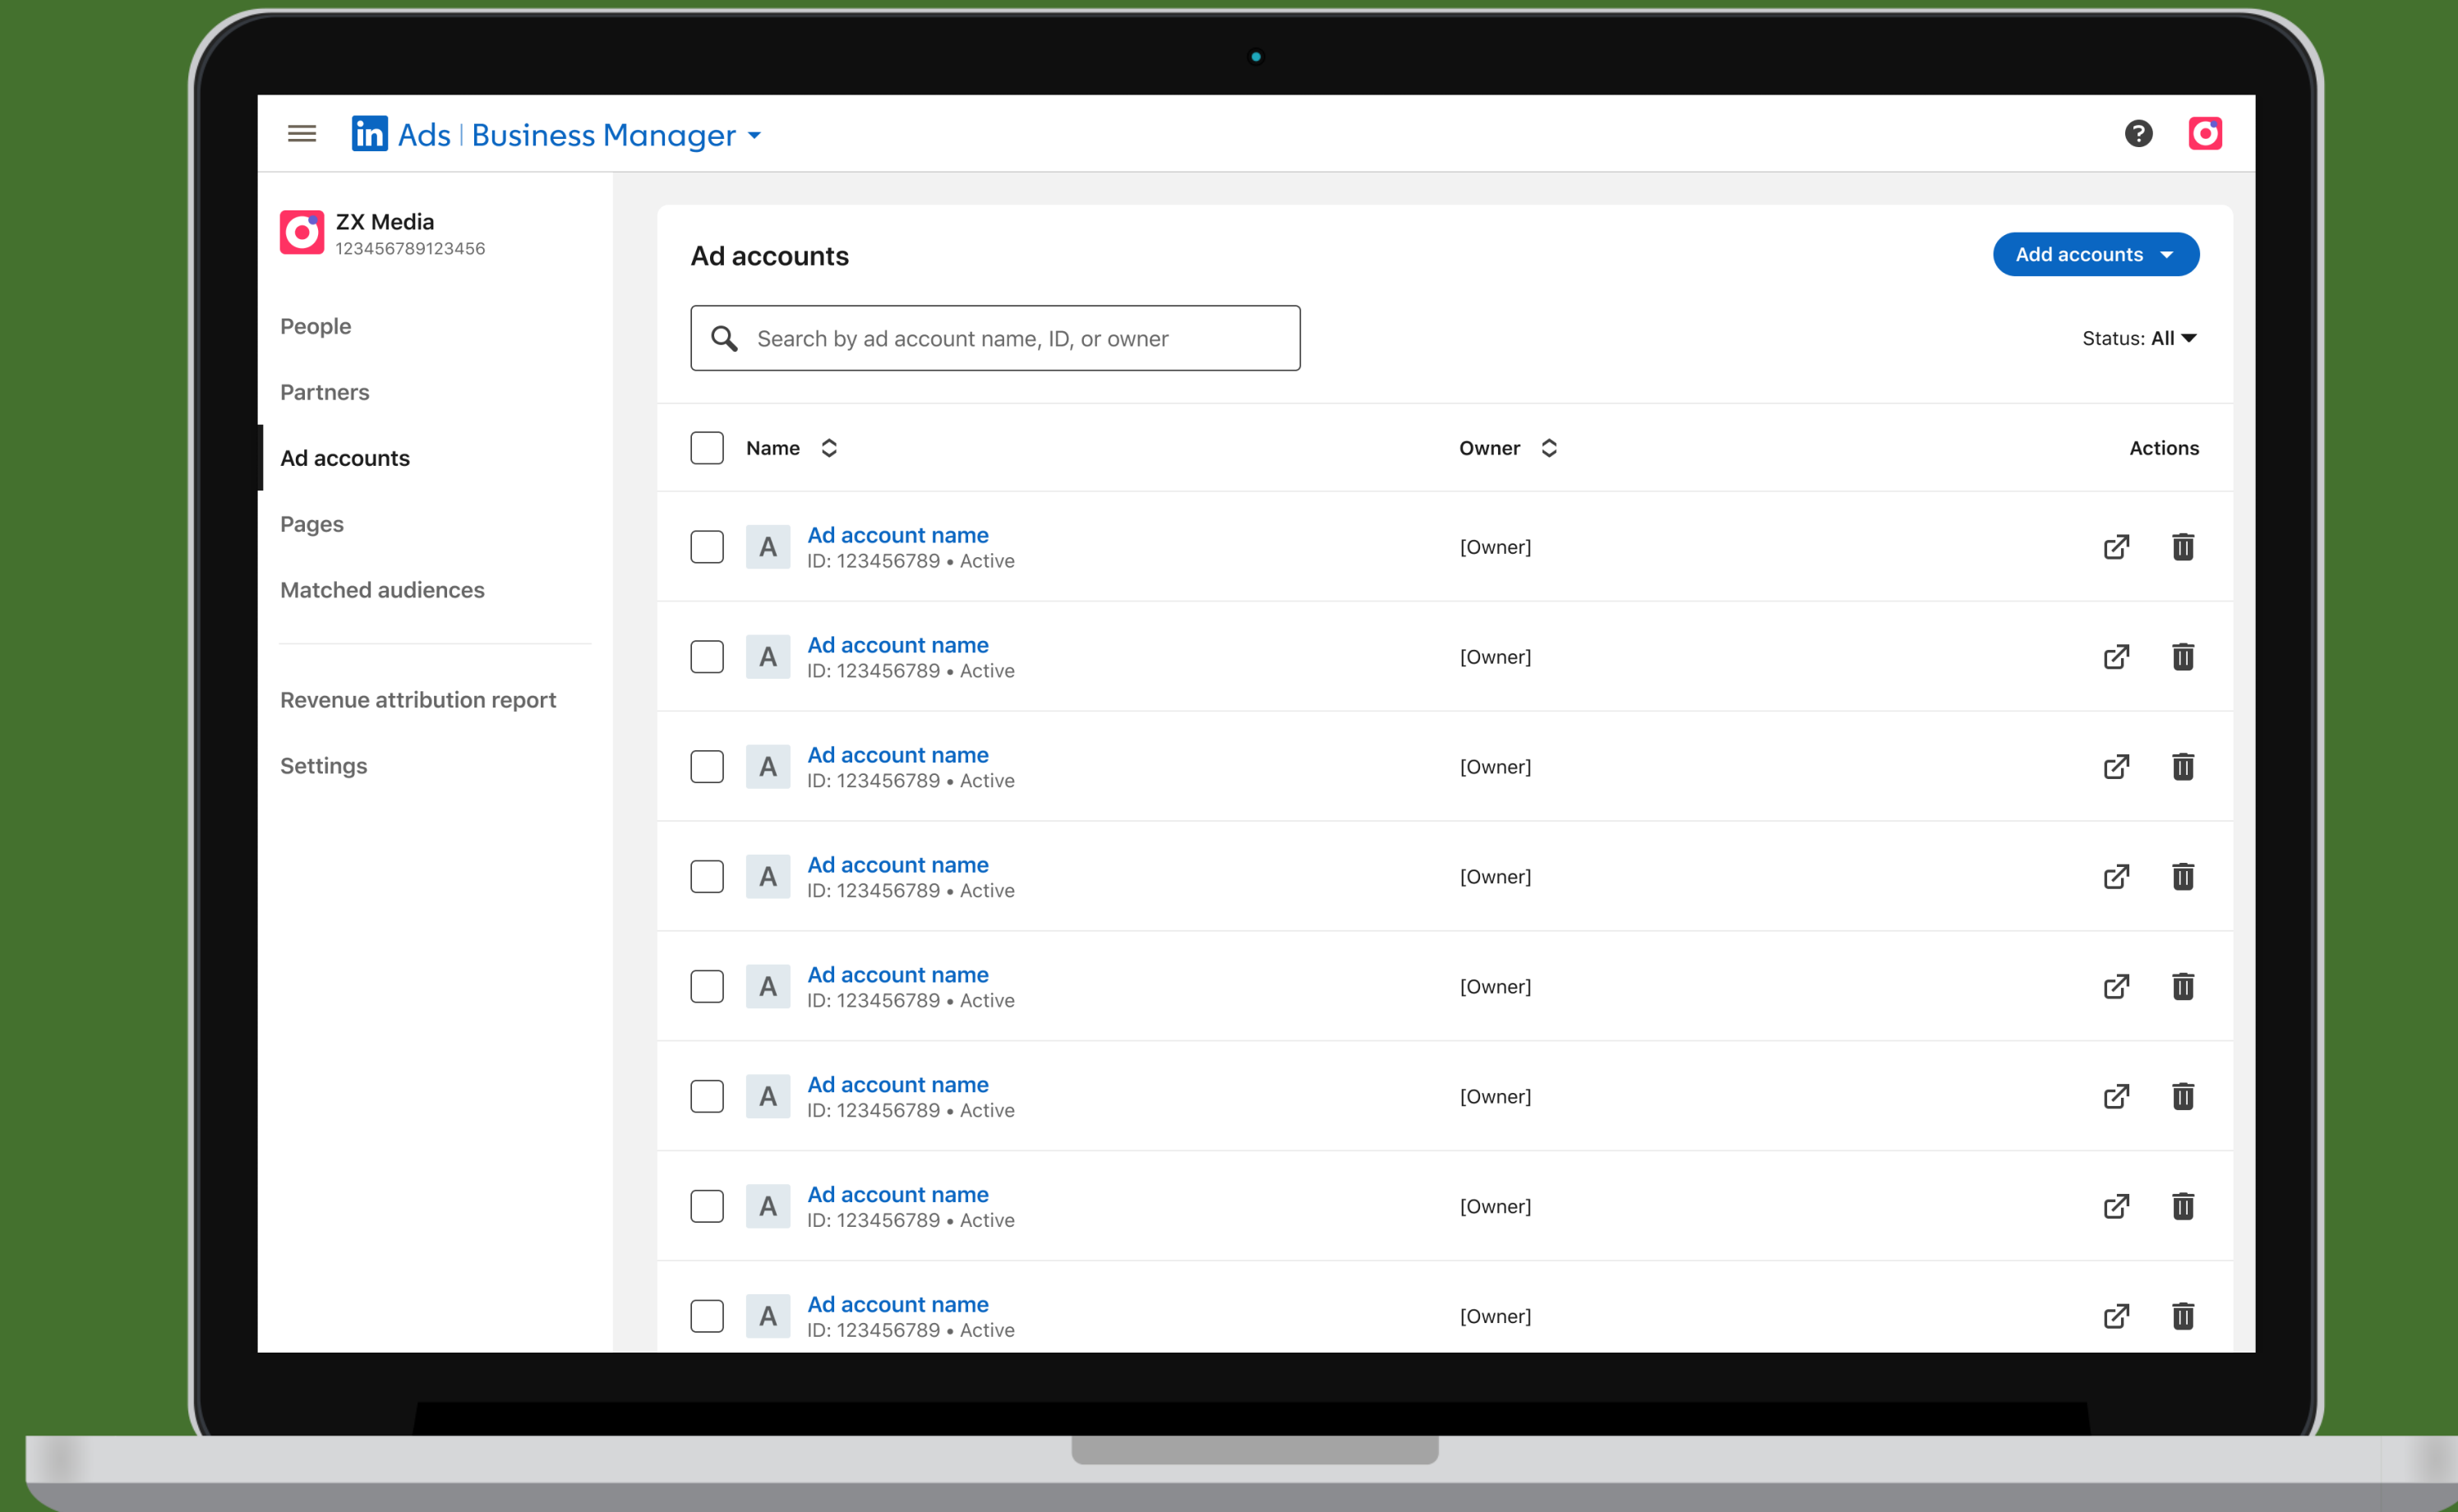 in Ads | Business Manager
ZX Media
123456789123456
People
Partners
Ad accounts
Pages
Matched audiences
Revenue attribution report
Settings
Ad accounts
Add accounts
Search by ad account name, ID, or owner
Status: All
Name Owner Actions
A Ad account name
ID: 123456789 • Active
[Owner]
A Ad account name
ID: 123456789 • Active
[Owner]
A Ad account name
ID: 123456789 • Active
[Owner]
A Ad account name
ID: 123456789 • Active
[Owner]
A Ad account name
ID: 123456789 • Active
[Owner]
A Ad account name
ID: 123456789 • Active
[Owner]
A Ad account name
ID: 123456789 • Active
[Owner]
A Ad account name
ID: 123456789 • Active
[Owner]